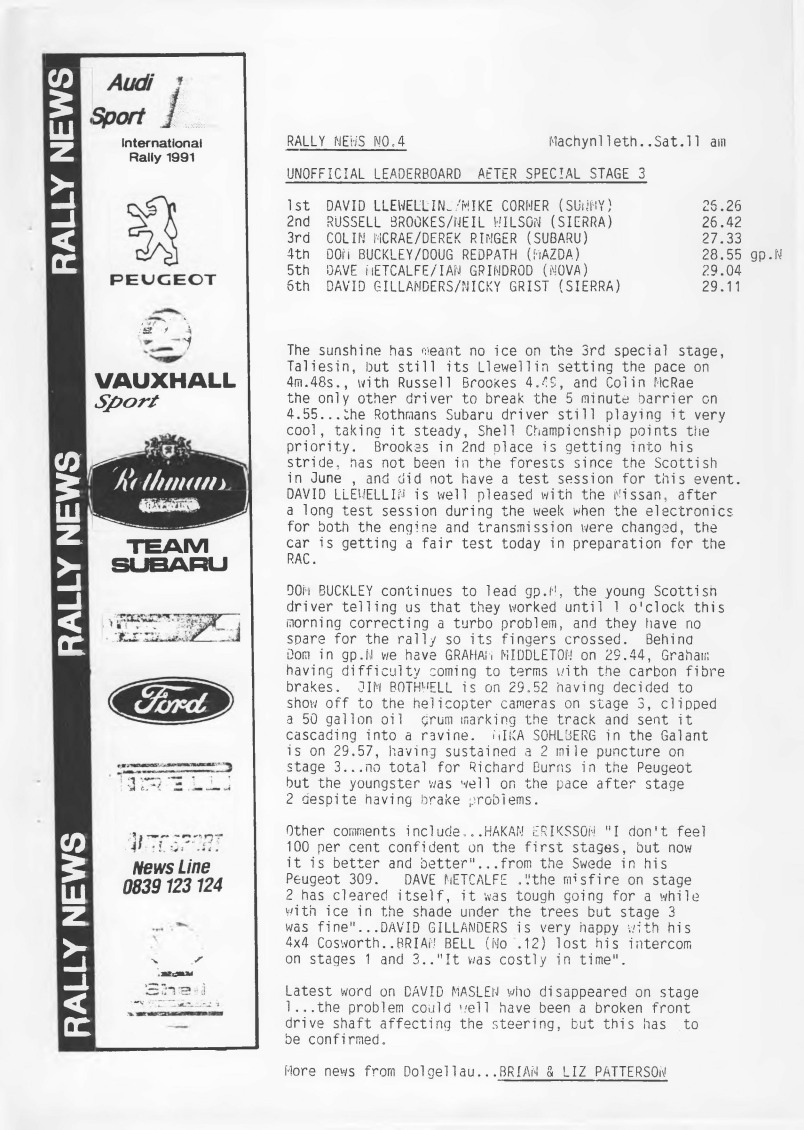 RALLY NEWS
RALLY NEWS
RALLY NEWS
Audi
Sport
International
Rally 1991
PEUGEOT
VAUXHALL
Sport
Rothmans
TEAM
SUBARU
Ford
News Line
0839 123 124
Shell
RALLY NEWS NO.4 Machynlleth..Sat.11 am
UNOFFICIAL LEADERBOARD AFTER SPECIAL STAGE 3
1st DAVID LLEWELLIN./MIKE CORNER (SUNNY) 26.26
2nd RUSSELL BROOKES/NEIL WILSON (SIERRA) 26.42
3rd COLIN MCRAE/DEREK RINGER (SUBARU) 27.33
4th DOM BUCKLEY/DOUG REDPATH (MAZDA) 28.55 gp.N
5th DAVE METCALFE/IAN GRINDROD (NOVA) 29.04
6th DAVID GILLANDERS/NICKY GRIST (SIERRA) 29.11
The sunshine has meant no ice on the 3rd special stage,
Taliesin, but still its Llewellin setting the pace on
4m.48s., with Russell Brookes 4.49, and Colin McRae
the only other driver to break the 5 minute barrier on
4.55...the Rothmans Subaru driver still playing it very
cool, taking it steady, Shell Championship points the
priority. Brookes in 2nd place is getting into his
stride, has not been in the forests since the Scottish
in June , and did not have a test session for this event.
DAVID LLEWELLIN is well pleased with the Nissan, after
a long test session during the week when the electronics
for both the engine and transmission were changed, the
car is getting a fair test today in preparation for the
RAC.
DOM BUCKLEY continues to lead gp.N, the young Scottish
driver telling us that they worked until 1 o'clock this
morning correcting a turbo problem, and they have no
spare for the rally so its fingers crossed. Behind
Dom in gp.N we have GRAHAM MIDDLETON on 29.44, Graham
having difficulty coming to terms with the carbon fibre
brakes. JIM BOTHWELL is on 29.52 having decided to
show off to the helicopter cameras on stage 3, clipped
a 50 gallon oil drum marking the track and sent it
cascading into a ravine. MIKA SOHLBERG in the Galant
is on 29.57, having sustained a 2 mile puncture on
stage 3...no total for Richard Burns in the Peugeot
but the youngster was well on the pace after stage
2 despite having brake problems.
Other comments include...HAKAN ERIKSSON "I don't feel
100 per cent confident on the first stages, but now
it is better and better"...from the Swede in his
Peugeot 309. DAVE METCALFE ."the misfire on stage
2 has cleared itself, it was tough going for a while
with ice in the shade under the trees but stage 3
was fine"...DAVID GILLANDERS is very happy with his
4x4 Cosworth..BRIAN BELL (No .12) lost his intercom
on stages 1 and 3.."It was costly in time".
Latest word on DAVID MASLEN who disappeared on stage
1...the problem could well have been a broken front
drive shaft affecting the steering, but this has to
be confirmed.
More news from Dolgellau...BRIAN & LIZ PATTERSON